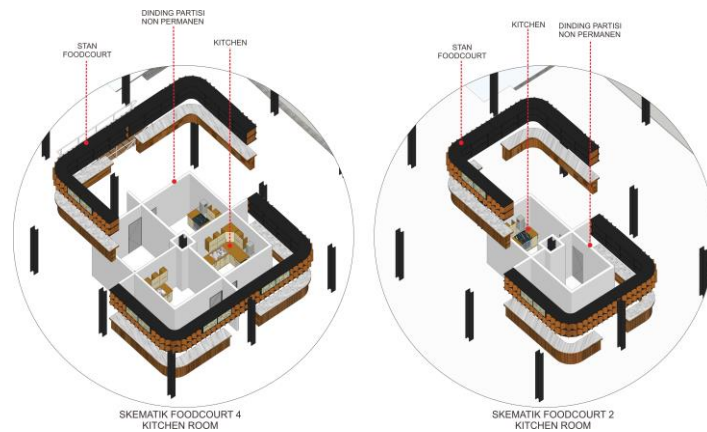 DINDING PARTISI
NON PERMANEN
KITCHEN
STAN
FOODCOURT
SKEMATIK FOODCOURT 4
KITCHEN ROOM
KITCHEN
DINDING PARTISI
NON PERMANEN
STAN
FOODCOURT
SKEMATIK FOODCOURT 2
KITCHEN ROOM